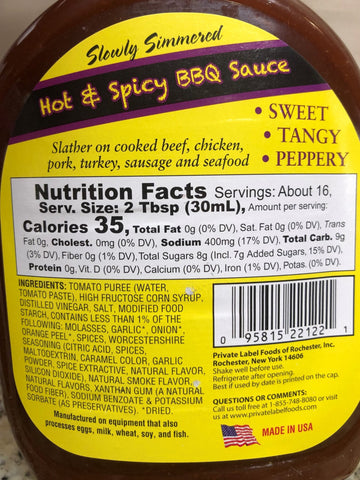 Slowly Simmered
Hot & Spicy BBQ Sauce
• SWEET
• TANGY
• PEPPERY
Slather on cooked beef, chicken,
pork, turkey, sausage and seafood
Nutrition Facts Servings: About 16,
Serv. Size: 2 Tbsp (30mL), Amount per serving:
Calories 35, Total Fat 0g (0% DV), Sat. Fat 0g (0% DV), Trans
Fat 0g, Cholest. 0mg (0% DV), Sodium 400mg (17% DV), Total Carb. 9g
(3% DV), Fiber 0g (1% DV), Total Sugars 8g (Incl. 7g Added Sugars, 15% DV),
Protein 0g, Vit. D (0% DV), Calcium (0% DV), Iron (1% DV), Potas. (0% DV).
INGREDIENTS: TOMATO PUREE (WATER,
TOMATO PASTE), HIGH FRUCTOSE CORN SYRUP,
DISTILLED VINEGAR, SALT, MODIFIED FOOD
STARCH, CONTAINS LESS THAN 1% OF THE
FOLLOWING: MOLASSES, GARLIC*, ONION*,
ORANGE PEEL*, SPICES, WORCESTERSHIRE
SEASONING (CITRIC ACID, SPICES,
MALTODEXTRIN, CARAMEL COLOR, GARLIC
POWDER, SPICE EXTRACTIVE, NATURAL FLAVOR,
SILICON DIOXIDE), NATURAL SMOKE FLAVOR,
NATURAL FLAVORS, XANTHAN GUM (A NATURAL
FOOD FIBER), SODIUM BENZOATE & POTASSIUM
SORBATE (AS PRESERVATIVES). *DRIED.
Manufactured on equipment that also
processes eggs, milk, wheat, soy, and fish.
0 95815 22122 1
Private Label Foods of Rochester, Inc.
Rochester, New York 14606
Shake well before use.
Refrigerate after opening.
Best if used by date is printed on the cap.
QUESTIONS OR COMMENTS:
Call us toll free at 1-855-748-8080 or visit
www.privatelabelfoods.com
MADE IN USA